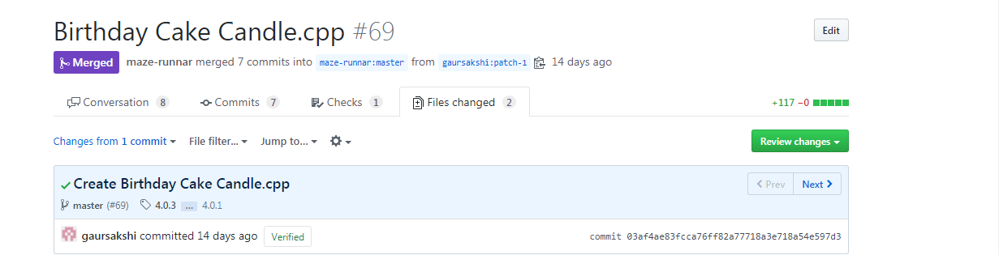 Birthday Cake Candle.cpp #69
Edit
Merged maze-runnar merged 7 commits into maze-runnar:master from gaursakshi:patch-1 14 days ago
Conversation 8 Commits 7 Checks 1 Files changed 2 +117 −0
Changes from 1 commit File filter... Jump to... Review changes
Create Birthday Cake Candle.cpp Prev Next
master (#69) 4.0.3 ... 4.0.1
gaursakshi committed 14 days ago Verified commit 03af4ae83fcca76ff82a77718a3e718a54e597d3